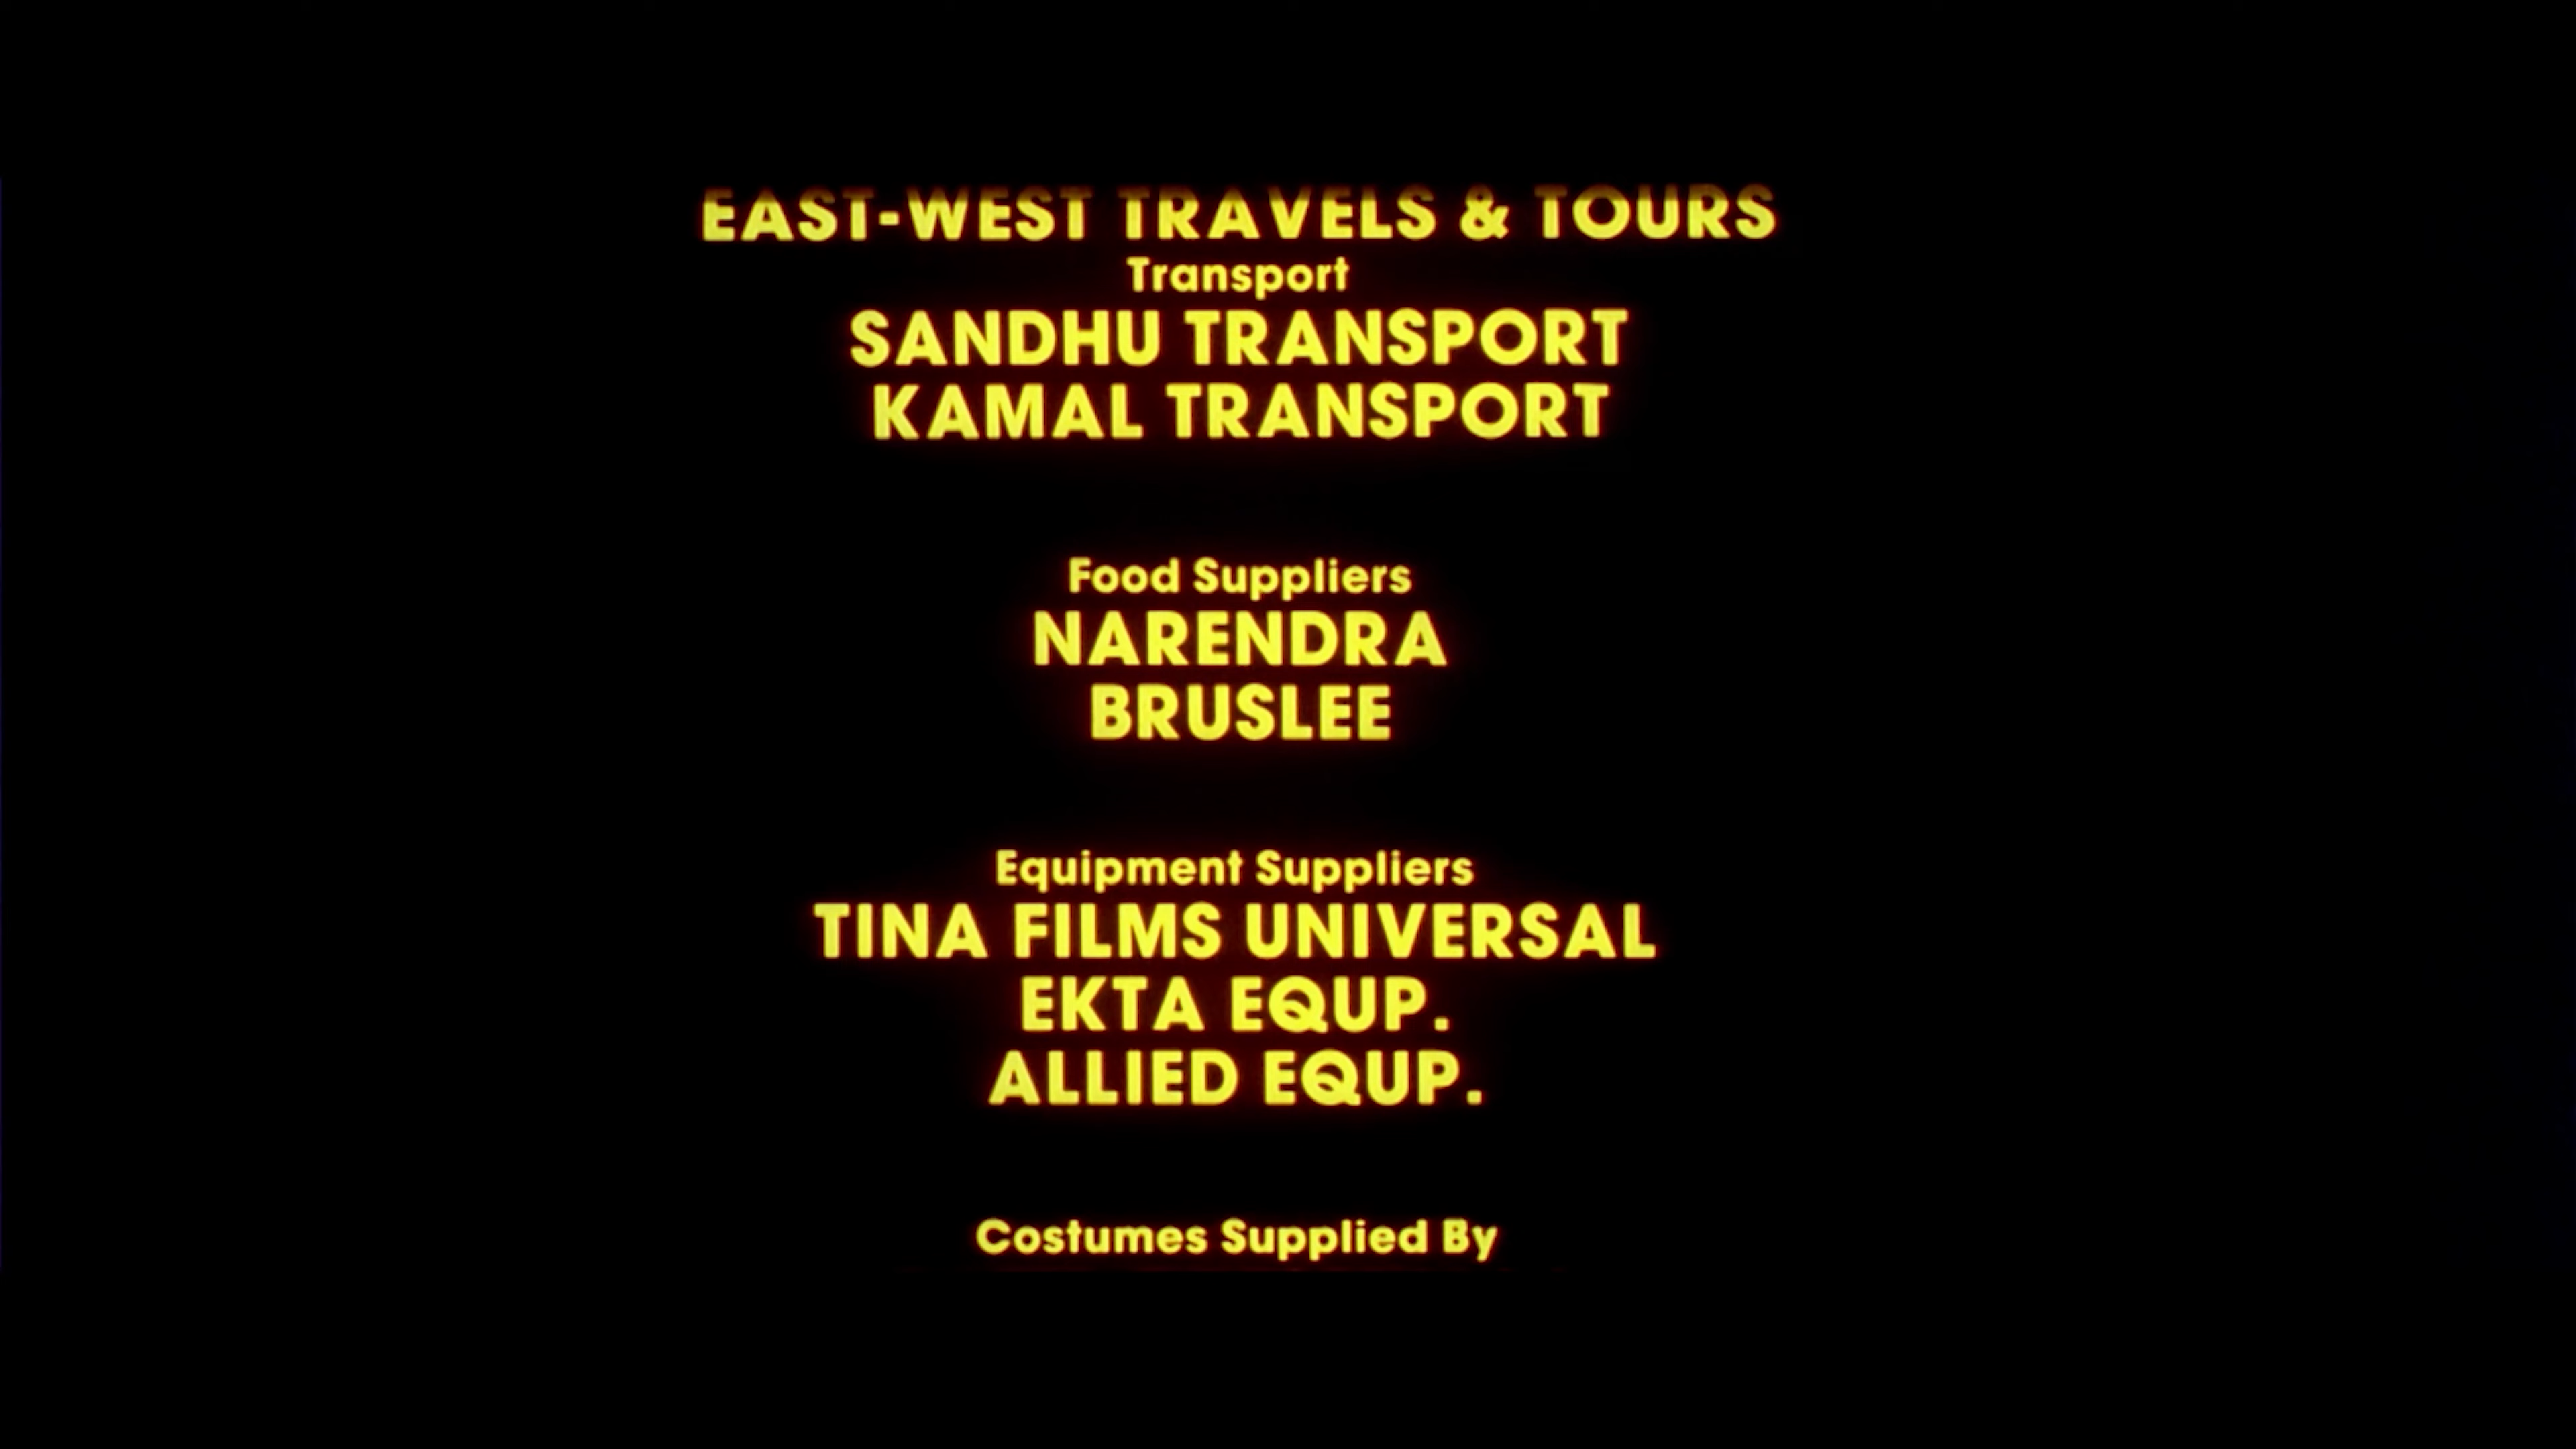 EAST-WEST TRAVELS & TOURS
Transport
SANDHU TRANSPORT
KAMAL TRANSPORT
Food Suppliers
NARENDRA
BRUSLEE
Equipment Suppliers
TINA FILMS UNIVERSAL
EKTA EQUP.
ALLIED EQUP.
Costumes Supplied By